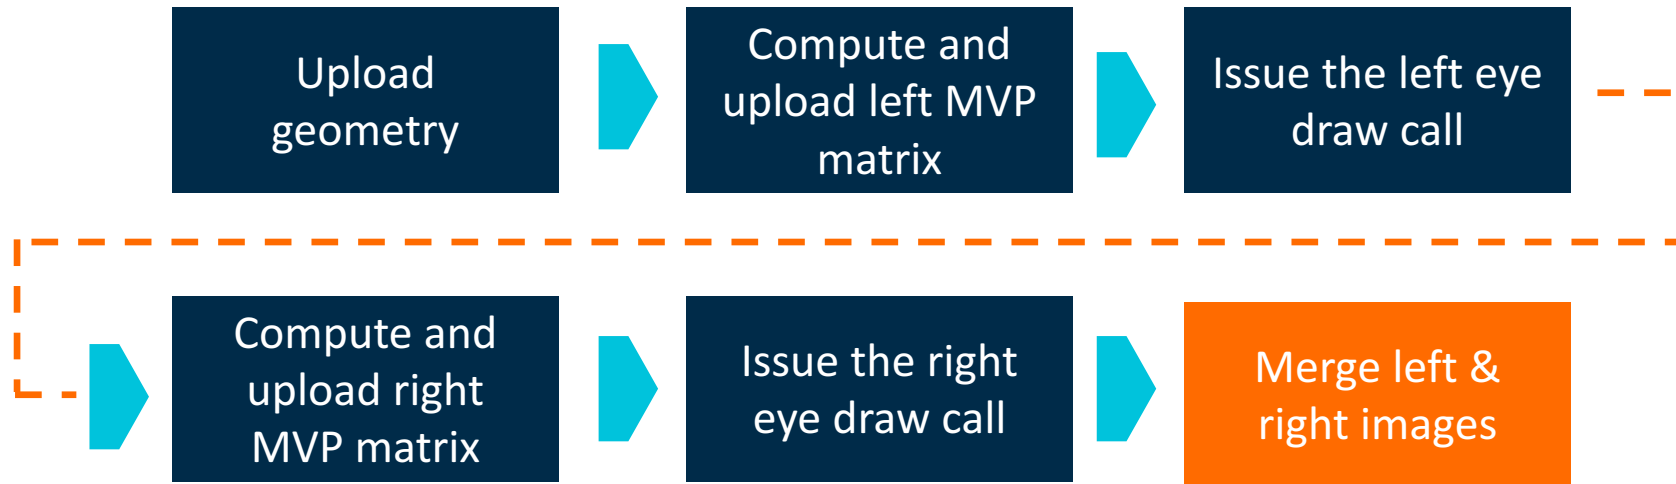 Upload
geometry
Compute and
upload left MVP
matrix
Issue the left eye
draw call
Compute and
upload right
MVP matrix
Issue the right
eye draw call
Merge left &
right images